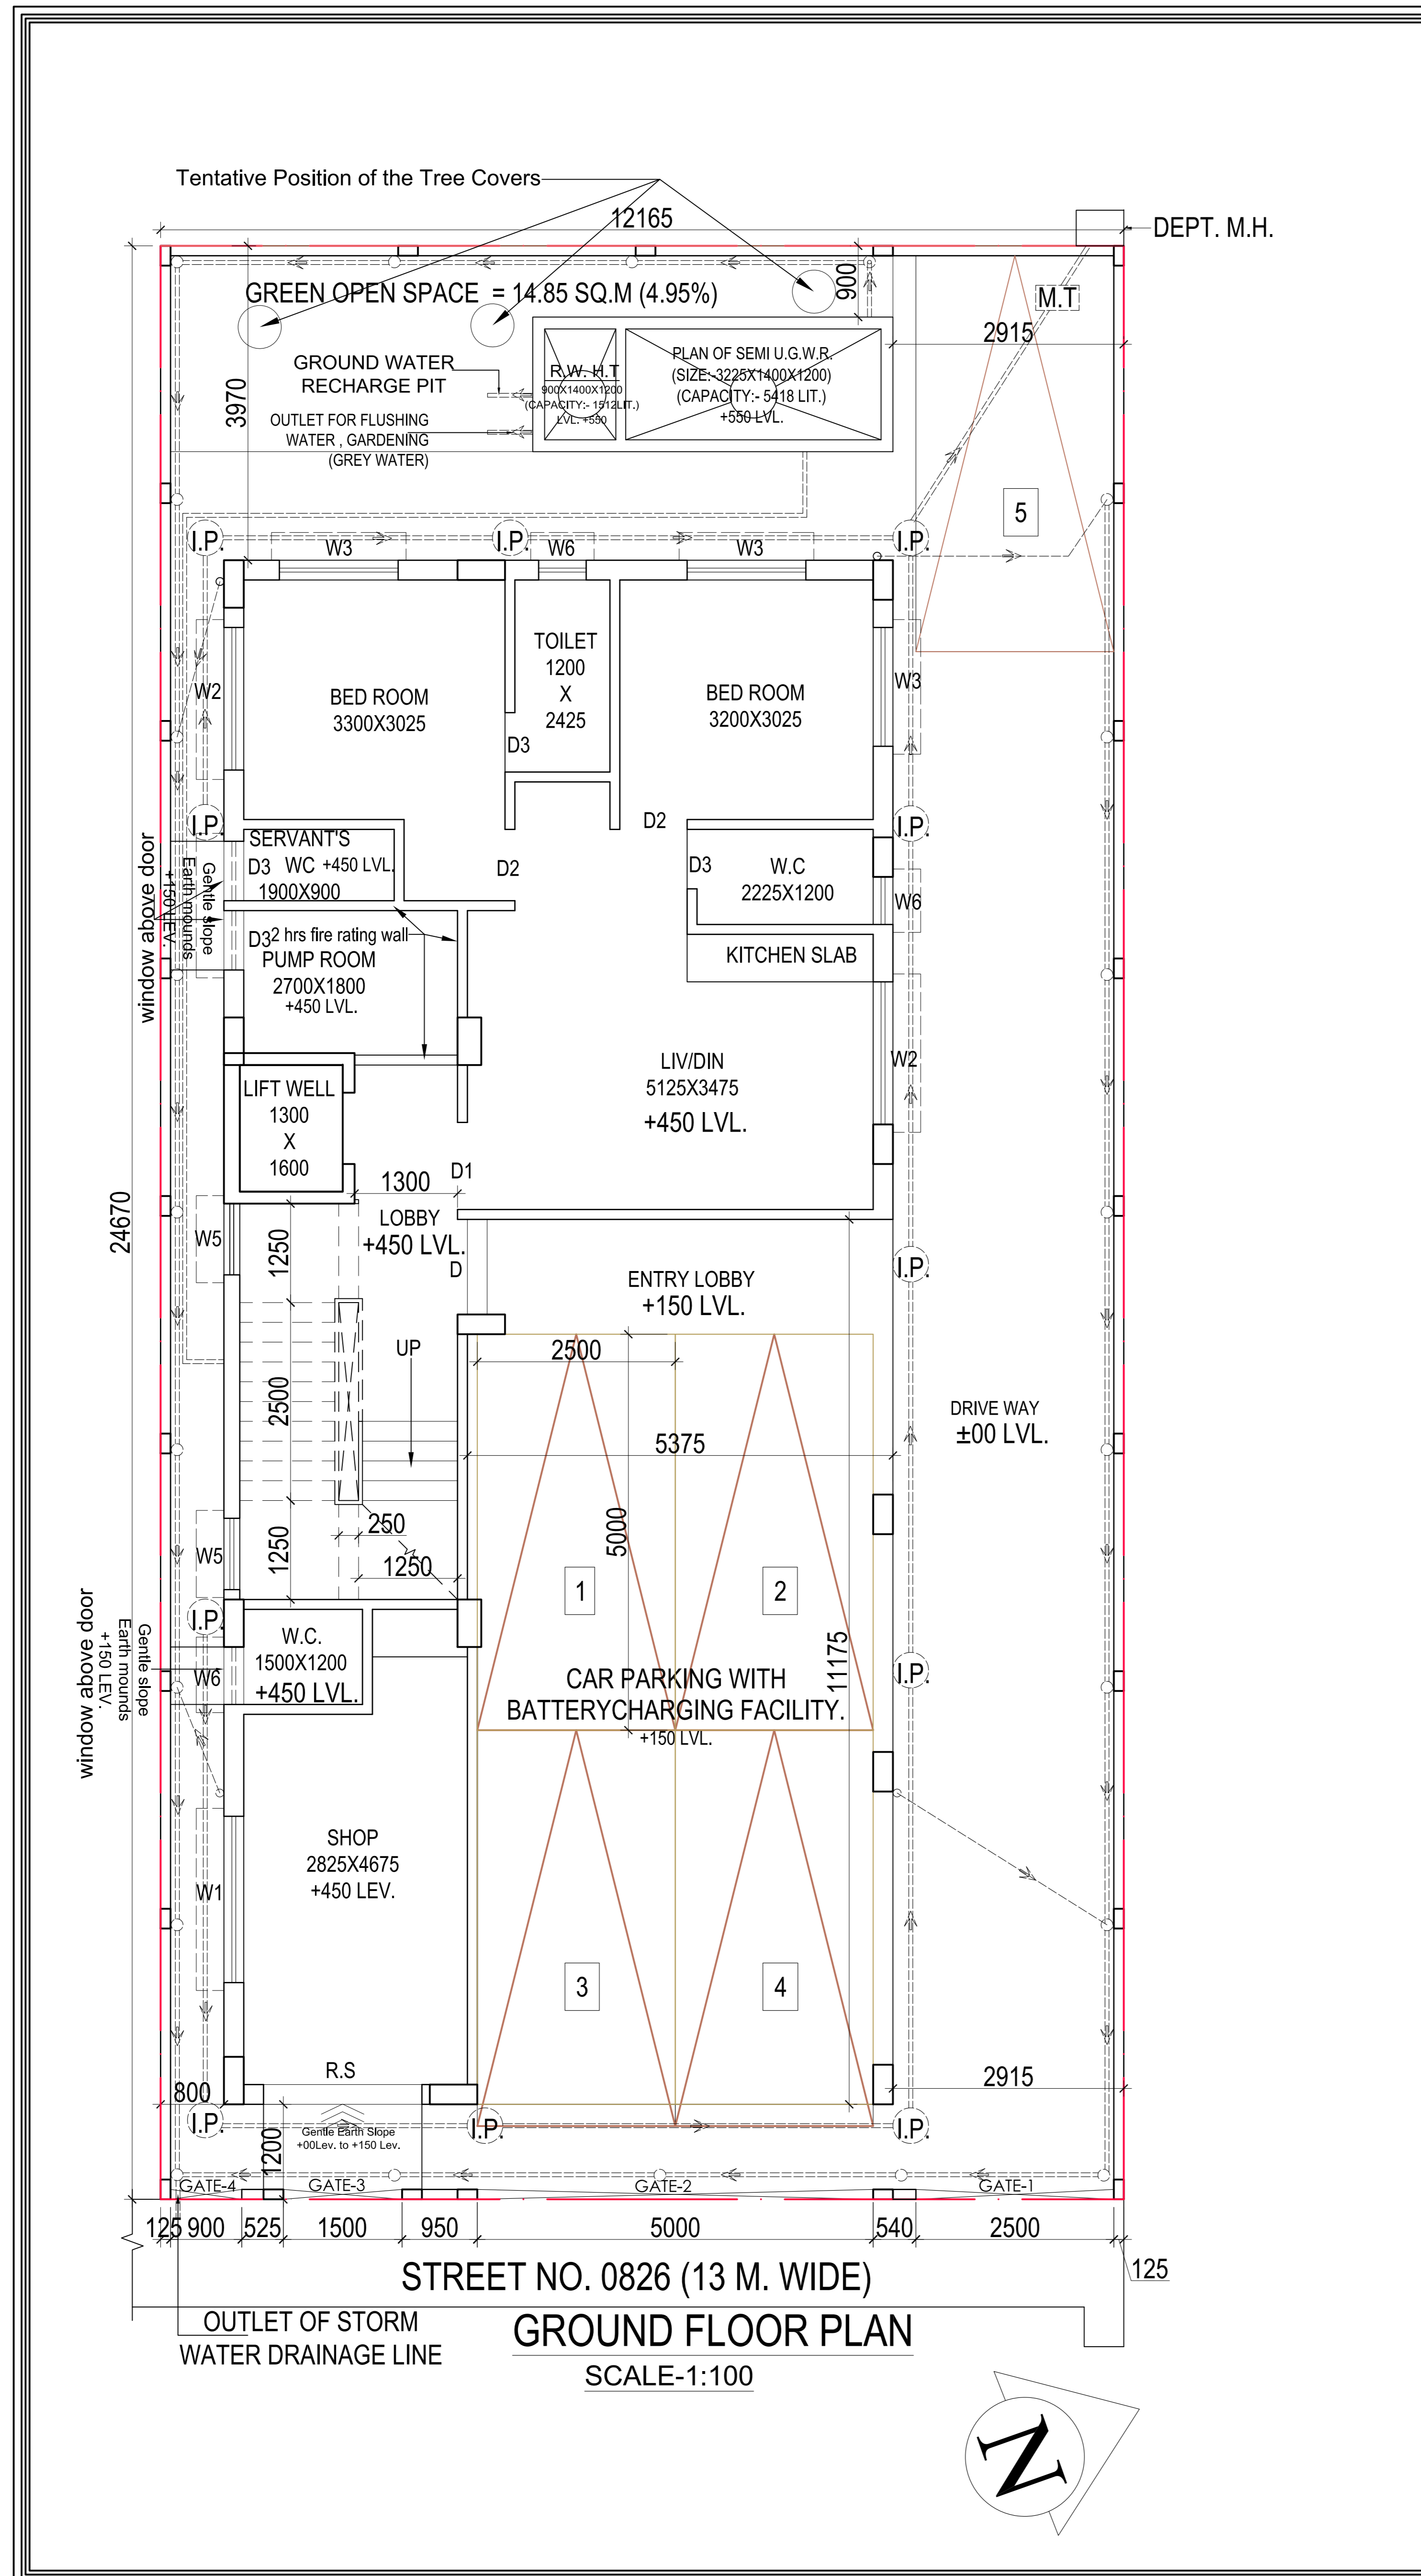 Tentative Position of the Tree Covers
12165
DEPT. M.H.
GREEN OPEN SPACE = 14.85 SQ.M (4.95%)
900
M.T
2915
GROUND WATER
RECHARGE PIT
3970
OUTLET FOR FLUSHING
WATER , GARDENING
(GREY WATER)
R.W. H.T
900X1400X1200
(CAPACITY:- 1512LIT.)
LVL. +550
PLAN OF SEMI U.G.W.R.
(SIZE:-3225X1400X1200)
(CAPACITY:- 5418 LIT.)
+550 LVL.
5
I.P.
W3
I.P.
W6
W3
I.P.
W2
BED ROOM
3300X3025
TOILET
1200
X
2425
D3
BED ROOM
3200X3025
W3
I.P.
D2
I.P.
window above door
+150 LEV.
Earth mounds
Gentle slope
SERVANT'S
D3 WC +450 LVL.
1900X900
D2
D3
W.C
2225X1200
W6
D3
2 hrs fire rating wall
PUMP ROOM
2700X1800
+450 LVL.
KITCHEN SLAB
LIFT WELL
1300
X
1600
LIV/DIN
5125X3475
+450 LVL.
W2
24670
1300
D1
LOBBY
+450 LVL.
D
W5
1250
ENTRY LOBBY
+150 LVL.
I.P.
UP
2500
2500
5375
DRIVE WAY
±00 LVL.
5000
250
1250
1250
W5
1
2
I.P.
window above door
+150 LEV.
Earth mounds
Gentle slope
W.C.
1500X1200
+450 LVL.
W6
11175
I.P.
CAR PARKING WITH
BATTERYCHARGING FACILITY.
+150 LVL.
SHOP
2825X4675
+450 LEV.
W1
3
4
R.S
800
2915
I.P.
I.P.
I.P.
Gentle Earth Slope
+00Lev. to +150 Lev.
1200
GATE-4
GATE-3
GATE-2
GATE-1
125 900 525 1500 950 5000 540 2500
125
STREET NO. 0826 (13 M. WIDE)
OUTLET OF STORM
WATER DRAINAGE LINE
GROUND FLOOR PLAN
SCALE-1:100
N